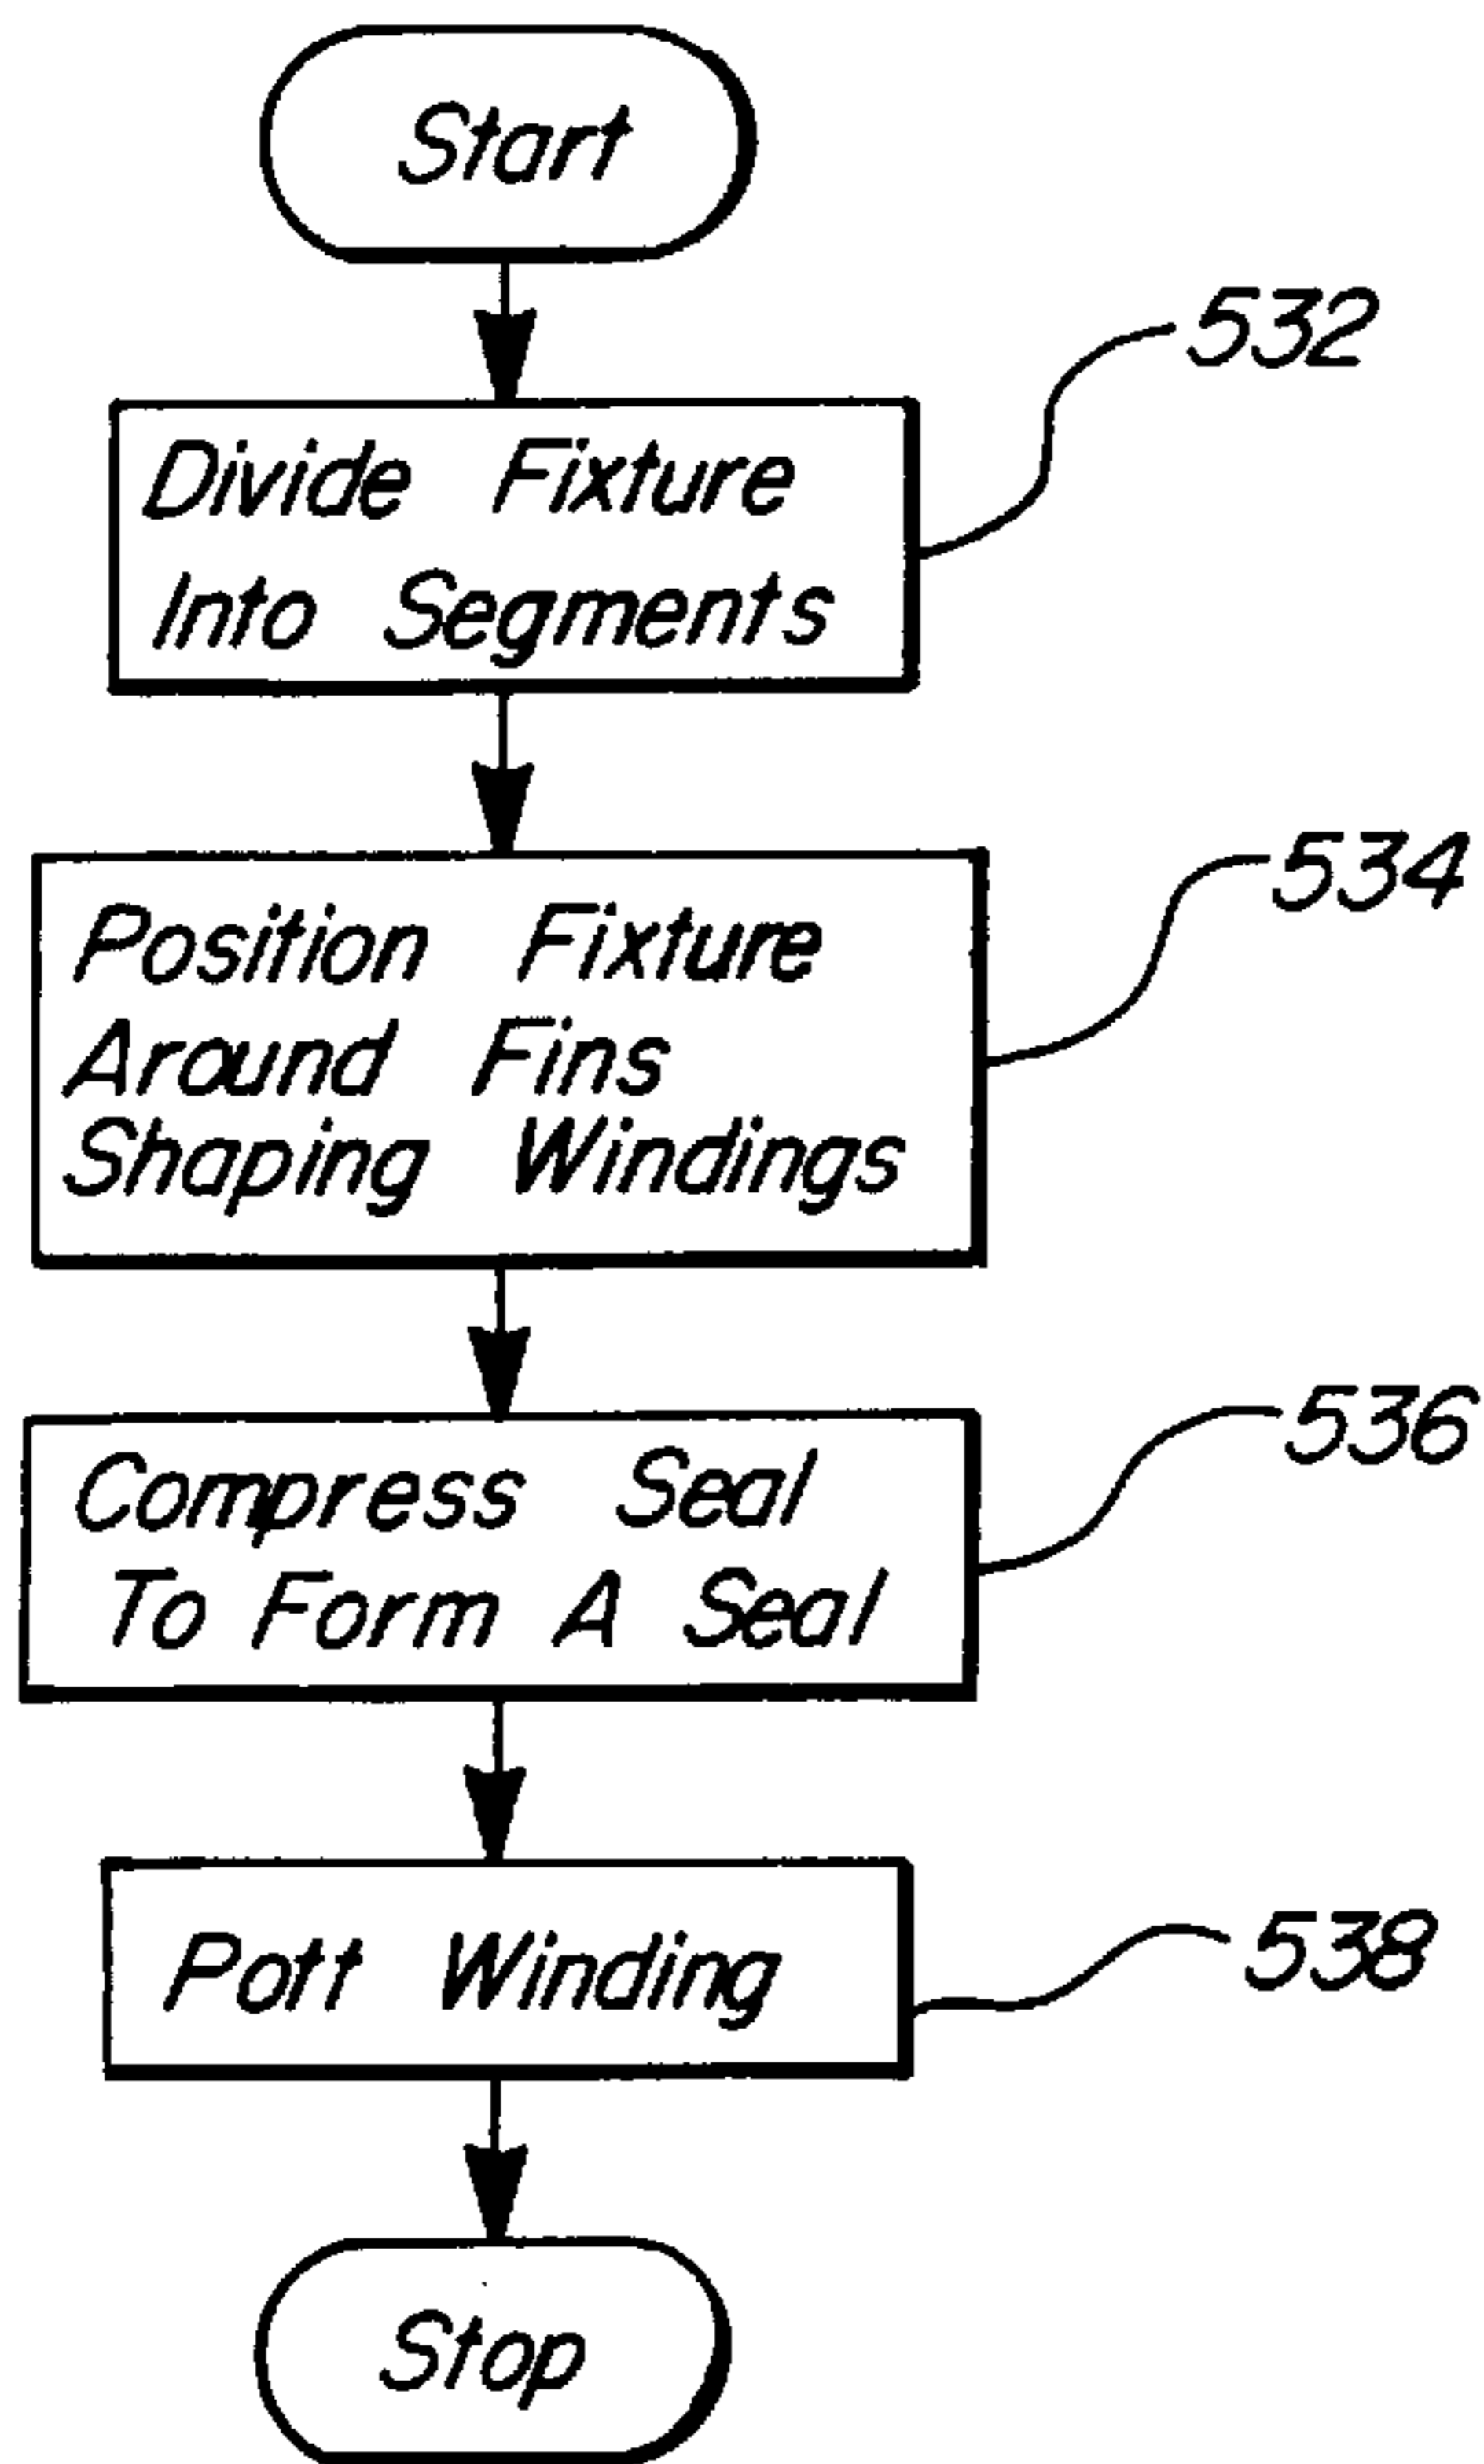 Start
532
Divide Fixture
Into Segments
534
Position Fixture
Around Fins
Shaping Windings
536
Compress Seal
To Form A Seal
538
Pott Winding
Stop